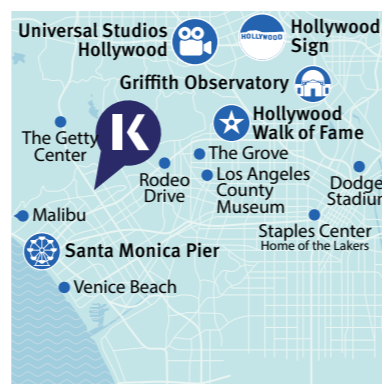 Universal Studios
Hollywood
HOLLYWOOD
Hollywood
Sign
Griffith Observatory
Hollywood
Walk of Fame
The Getty
Center
K
The Grove
Rodeo
Drive
Los Angeles
County
Museum
Dodge
Stadium
Malibu
Staples Center
Home of the Lakers
Santa Monica Pier
Venice Beach